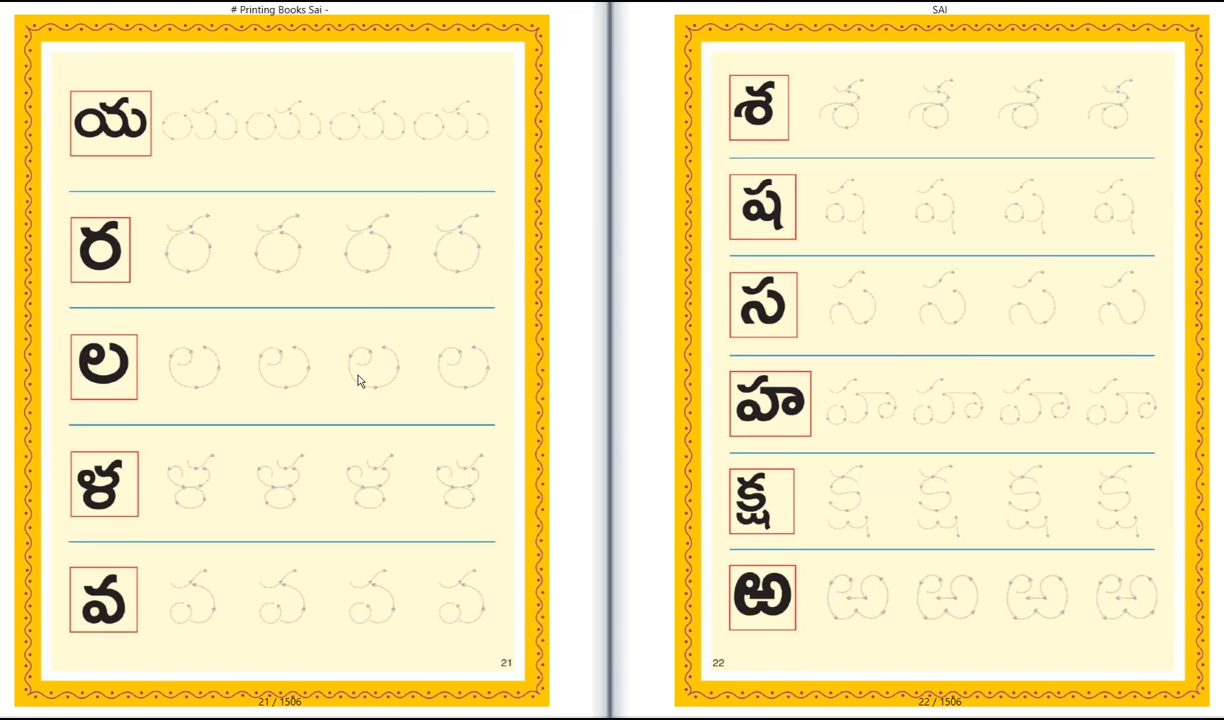 # Printing Books Sai -
య
ర
ల
ళ
వ
21
21 / 1506
SAI
శ
ష
స
హ
క్ష
ఱ
22
22 / 1506